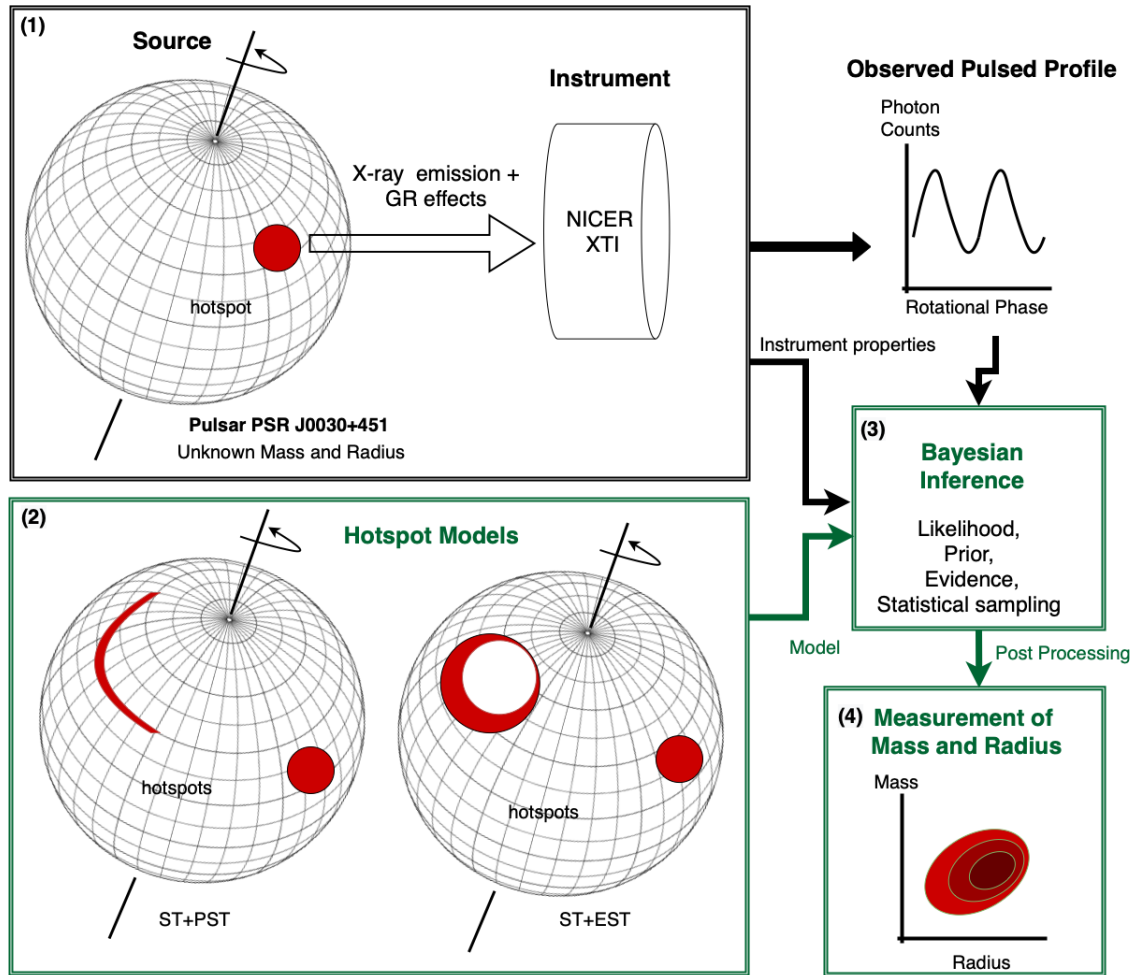 (1)
Source
Instrument
X-ray emission +
GR effects
NICER
XTI
hotspot
Pulsar PSR J0030+451
Unknown Mass and Radius
Observed Pulsed Profile
Photon
Counts
Rotational Phase
Instrument properties
(2)
Hotspot Models
hotspots
ST+PST
hotspots
ST+EST
Model
(3)
Bayesian
Inference
Likelihood,
Prior,
Evidence,
Statistical sampling
Post Processing
(4)
Measurement of
Mass and Radius
Mass
Radius